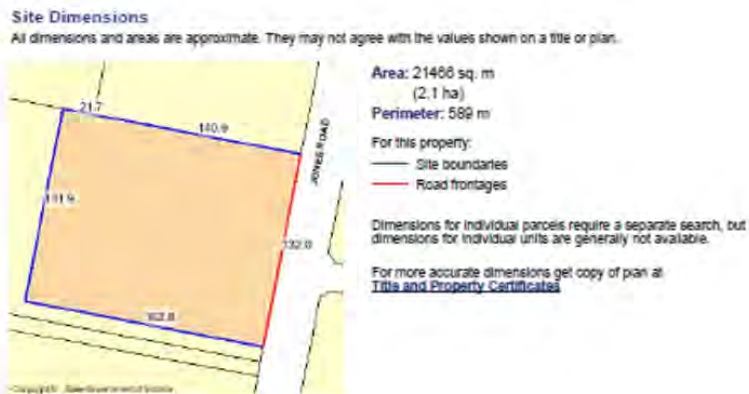 Site Dimensions
All dimensions and areas are approximate. They may not agree with the values shown on a title or plan.
Area: 21466 sq. m
(2.1 ha)
Perimeter: 589 m
For this property:
Site boundaries
Road frontages
Dimensions for individual parcels require a separate search, but
dimensions for individual units are generally not available.
For more accurate dimensions get copy of plan at
Title and Property Certificates
21.7
140.9
JONES ROAD
131.9
132.0